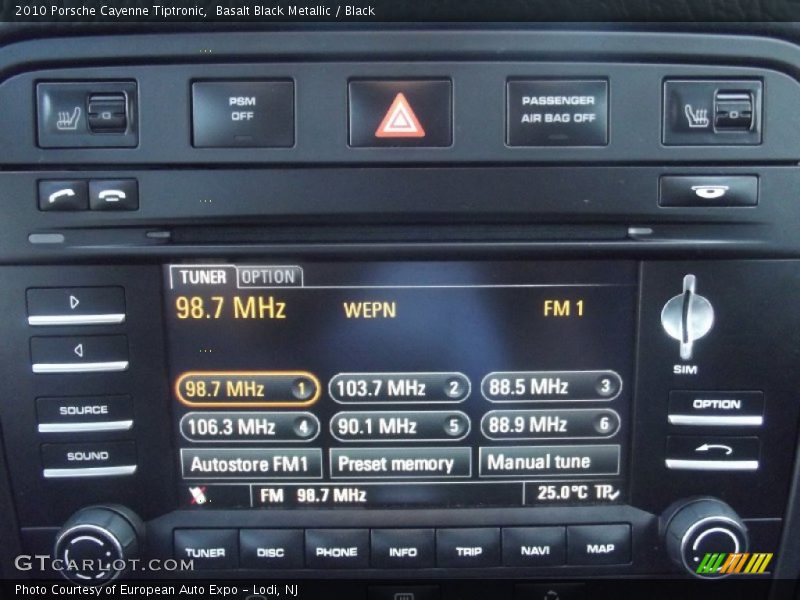 2010 Porsche Cayenne Tiptronic,  Basalt Black Metallic / Black
PSM OFF
PASSENGER AIR BAG OFF
TUNER OPTION
98.7 MHz WEPN FM 1
98.7 MHz 1 103.7 MHz 2 88.5 MHz 3
106.3 MHz 4 90.1 MHz 5 88.9 MHz 6
Autostore FM1 Preset memory Manual tune
FM 98.7 MHz 25.0°C TP
SOURCE
SOUND
SIM
OPTION
TUNER DISC PHONE INFO TRIP NAVI MAP
GTCARLOT.COM
Photo Courtesy of European Auto Expo - Lodi, NJ